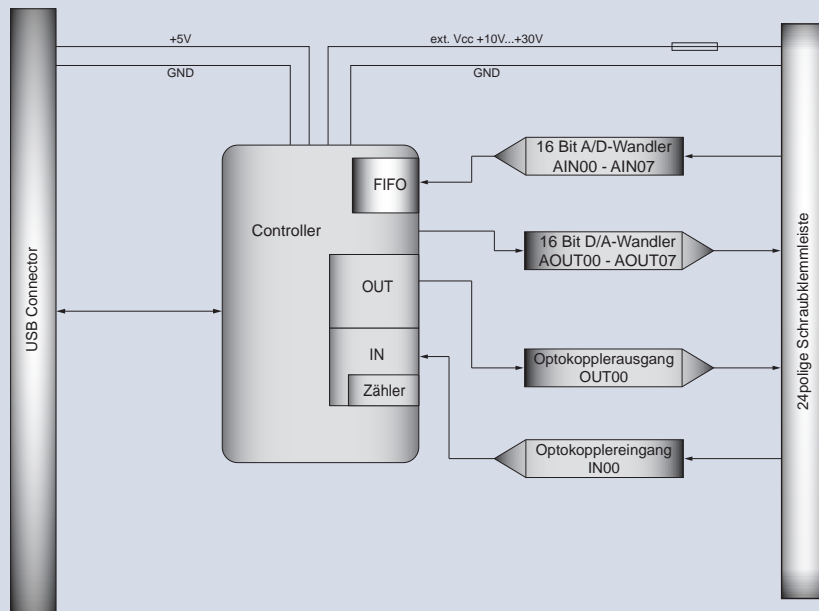 +5V
ext. Vcc +10V...+30V
GND
GND
16 Bit A/D-Wandler
AIN00 - AIN07
FIFO
Controller
16 Bit D/A-Wandler
AOUT00 - AOUT07
OUT
USB Connector
24polige Schraubklemmleiste
IN
Optokopplerausgang
OUT00
Zähler
Optokopplereingang
IN00